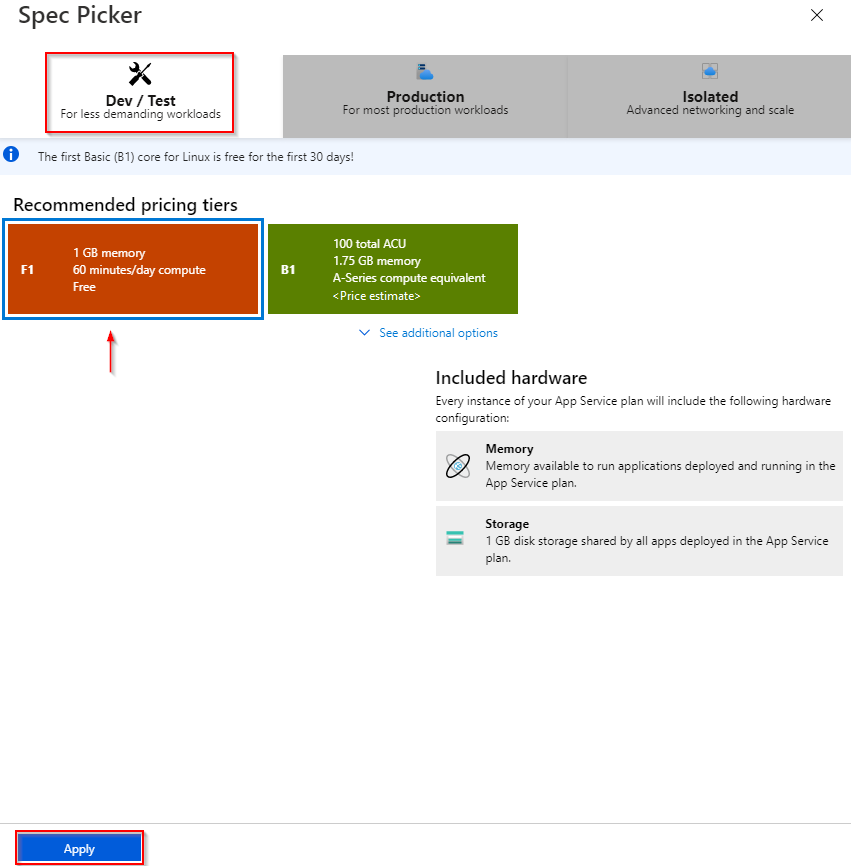 Spec Picker
Dev / Test
For less demanding workloads
Production
For most production workloads
Isolated
Advanced networking and scale
The first Basic (B1) core for Linux is free for the first 30 days!
Recommended pricing tiers
F1
1 GB memory
60 minutes/day compute
Free
B1
100 total ACU
1.75 GB memory
A-Series compute equivalent
<Price estimate>
See additional options
Included hardware
Every instance of your App Service plan will include the following hardware
configuration:
Memory
Memory available to run applications deployed and running in the
App Service plan.
Storage
1 GB disk storage shared by all apps deployed in the App Service
plan.
Apply